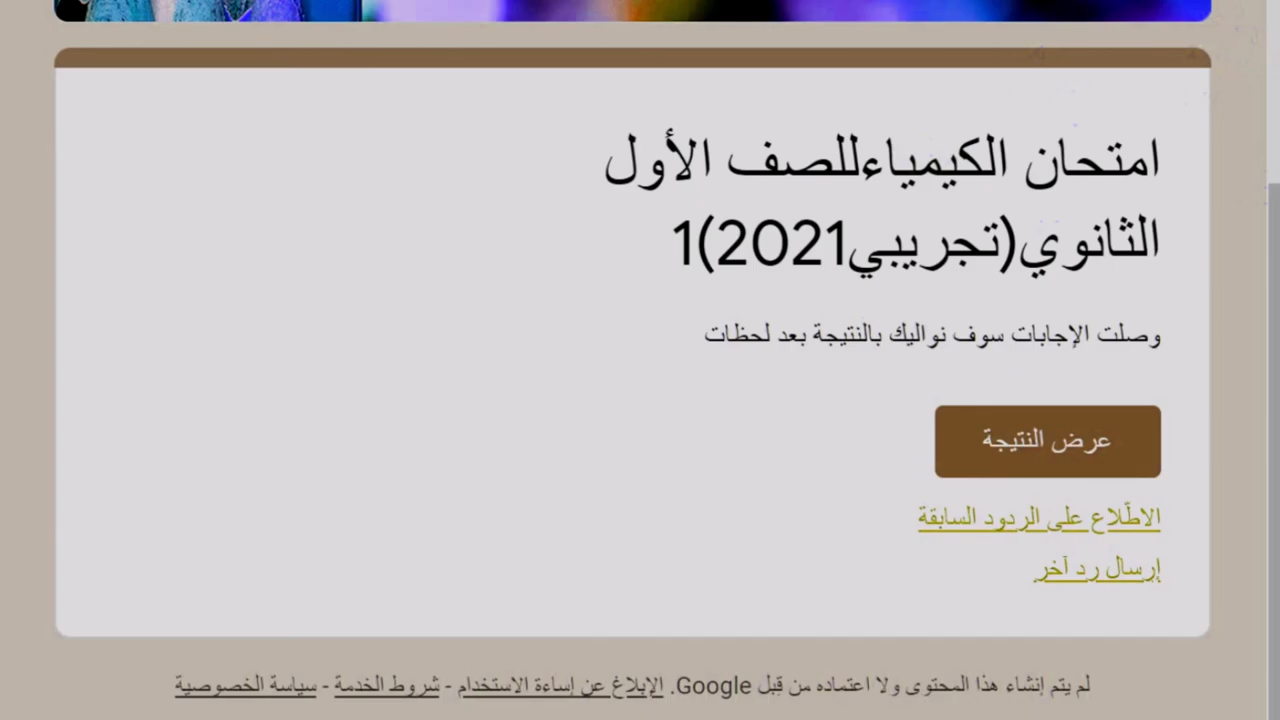 امتحان الكيمياءللصف الأول
الثانوي(تجريبي2021)1
وصلت الإجابات سوف نواليك بالنتيجة بعد لحظات
عرض النتيجة
الاطّلاع على الردود السابقة
إرسال رد آخر
لم يتم إنشاء هذا المحتوى ولا اعتماده من قبل Google. الإبلاغ عن إساءة الاستخدام - شروط الخدمة - سياسة الخصوصية